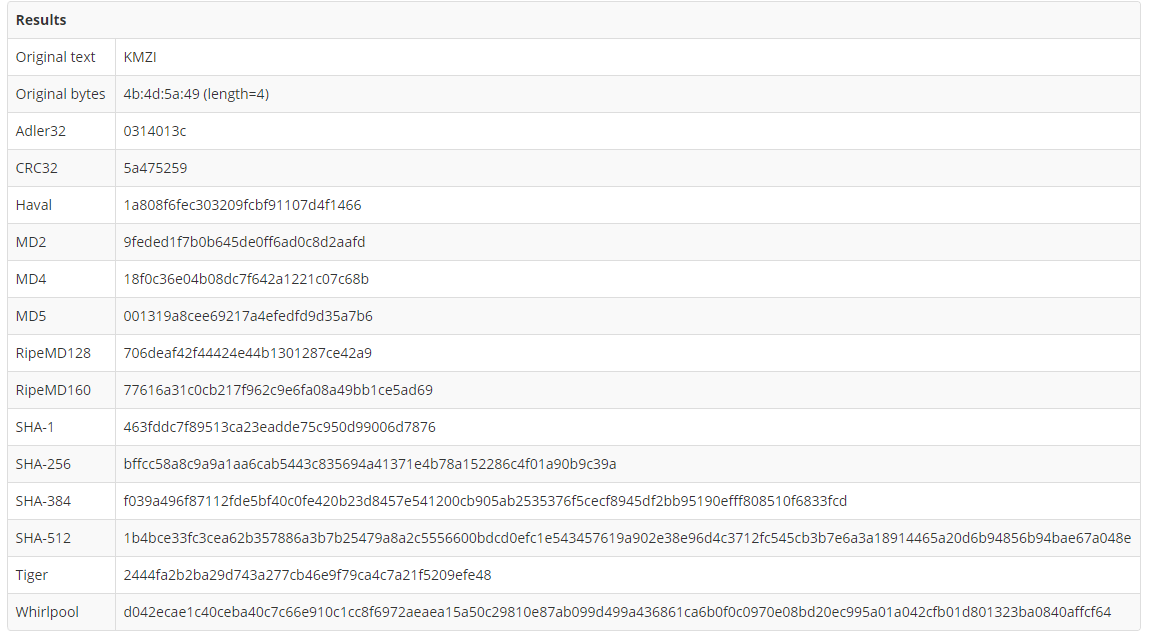 Results
Original text KMZI
Original bytes 4b:4d:5a:49 (length=4)
Adler32 0314013c
CRC32 5a475259
Haval 1a808f6fec303209fcbf91107d4f1466
MD2 9feded1f7b0b645de0ff6ad0c8d2aafd
MD4 18f0c36e04b08dc7f642a1221c07c68b
MD5 001319a8cee69217a4efedfd9d35a7b6
RipeMD128 706deaf42f44424e44b1301287ce42a9
RipeMD160 77616a31c0cb217f962c9e6fa08a49bb1ce5ad69
SHA-1 463fddc7f89513ca23eadde75c950d99006d7876
SHA-256 bffcc58a8c9a9a1aa6cab5443c835694a41371e4b78a152286c4f01a90b9c39a
SHA-384 f039a496f87112fde5bf40c0fe420b23d8457e541200cb905ab2535376f5cecf8945df2bb95190efff808510f6833fcd
SHA-512 1b4bce33fc3cea62b357886a3b7b25479a8a2c5556600bdcd0efc1e543457619a902e38e96d4c3712fc545cb3b7e6a3a18914465a20d6b94856b94bae67a048e
Tiger 2444fa2b2ba29d743a277cb46e9f79ca4c7a21f5209efe48
Whirlpool d042ecae1c40ceba40c7c66e910c1cc8f6972aeaea15a50c29810e87ab099d499a436861ca6b0f0c0970e08bd20ec995a01a042cfb01d801323ba0840affcf64